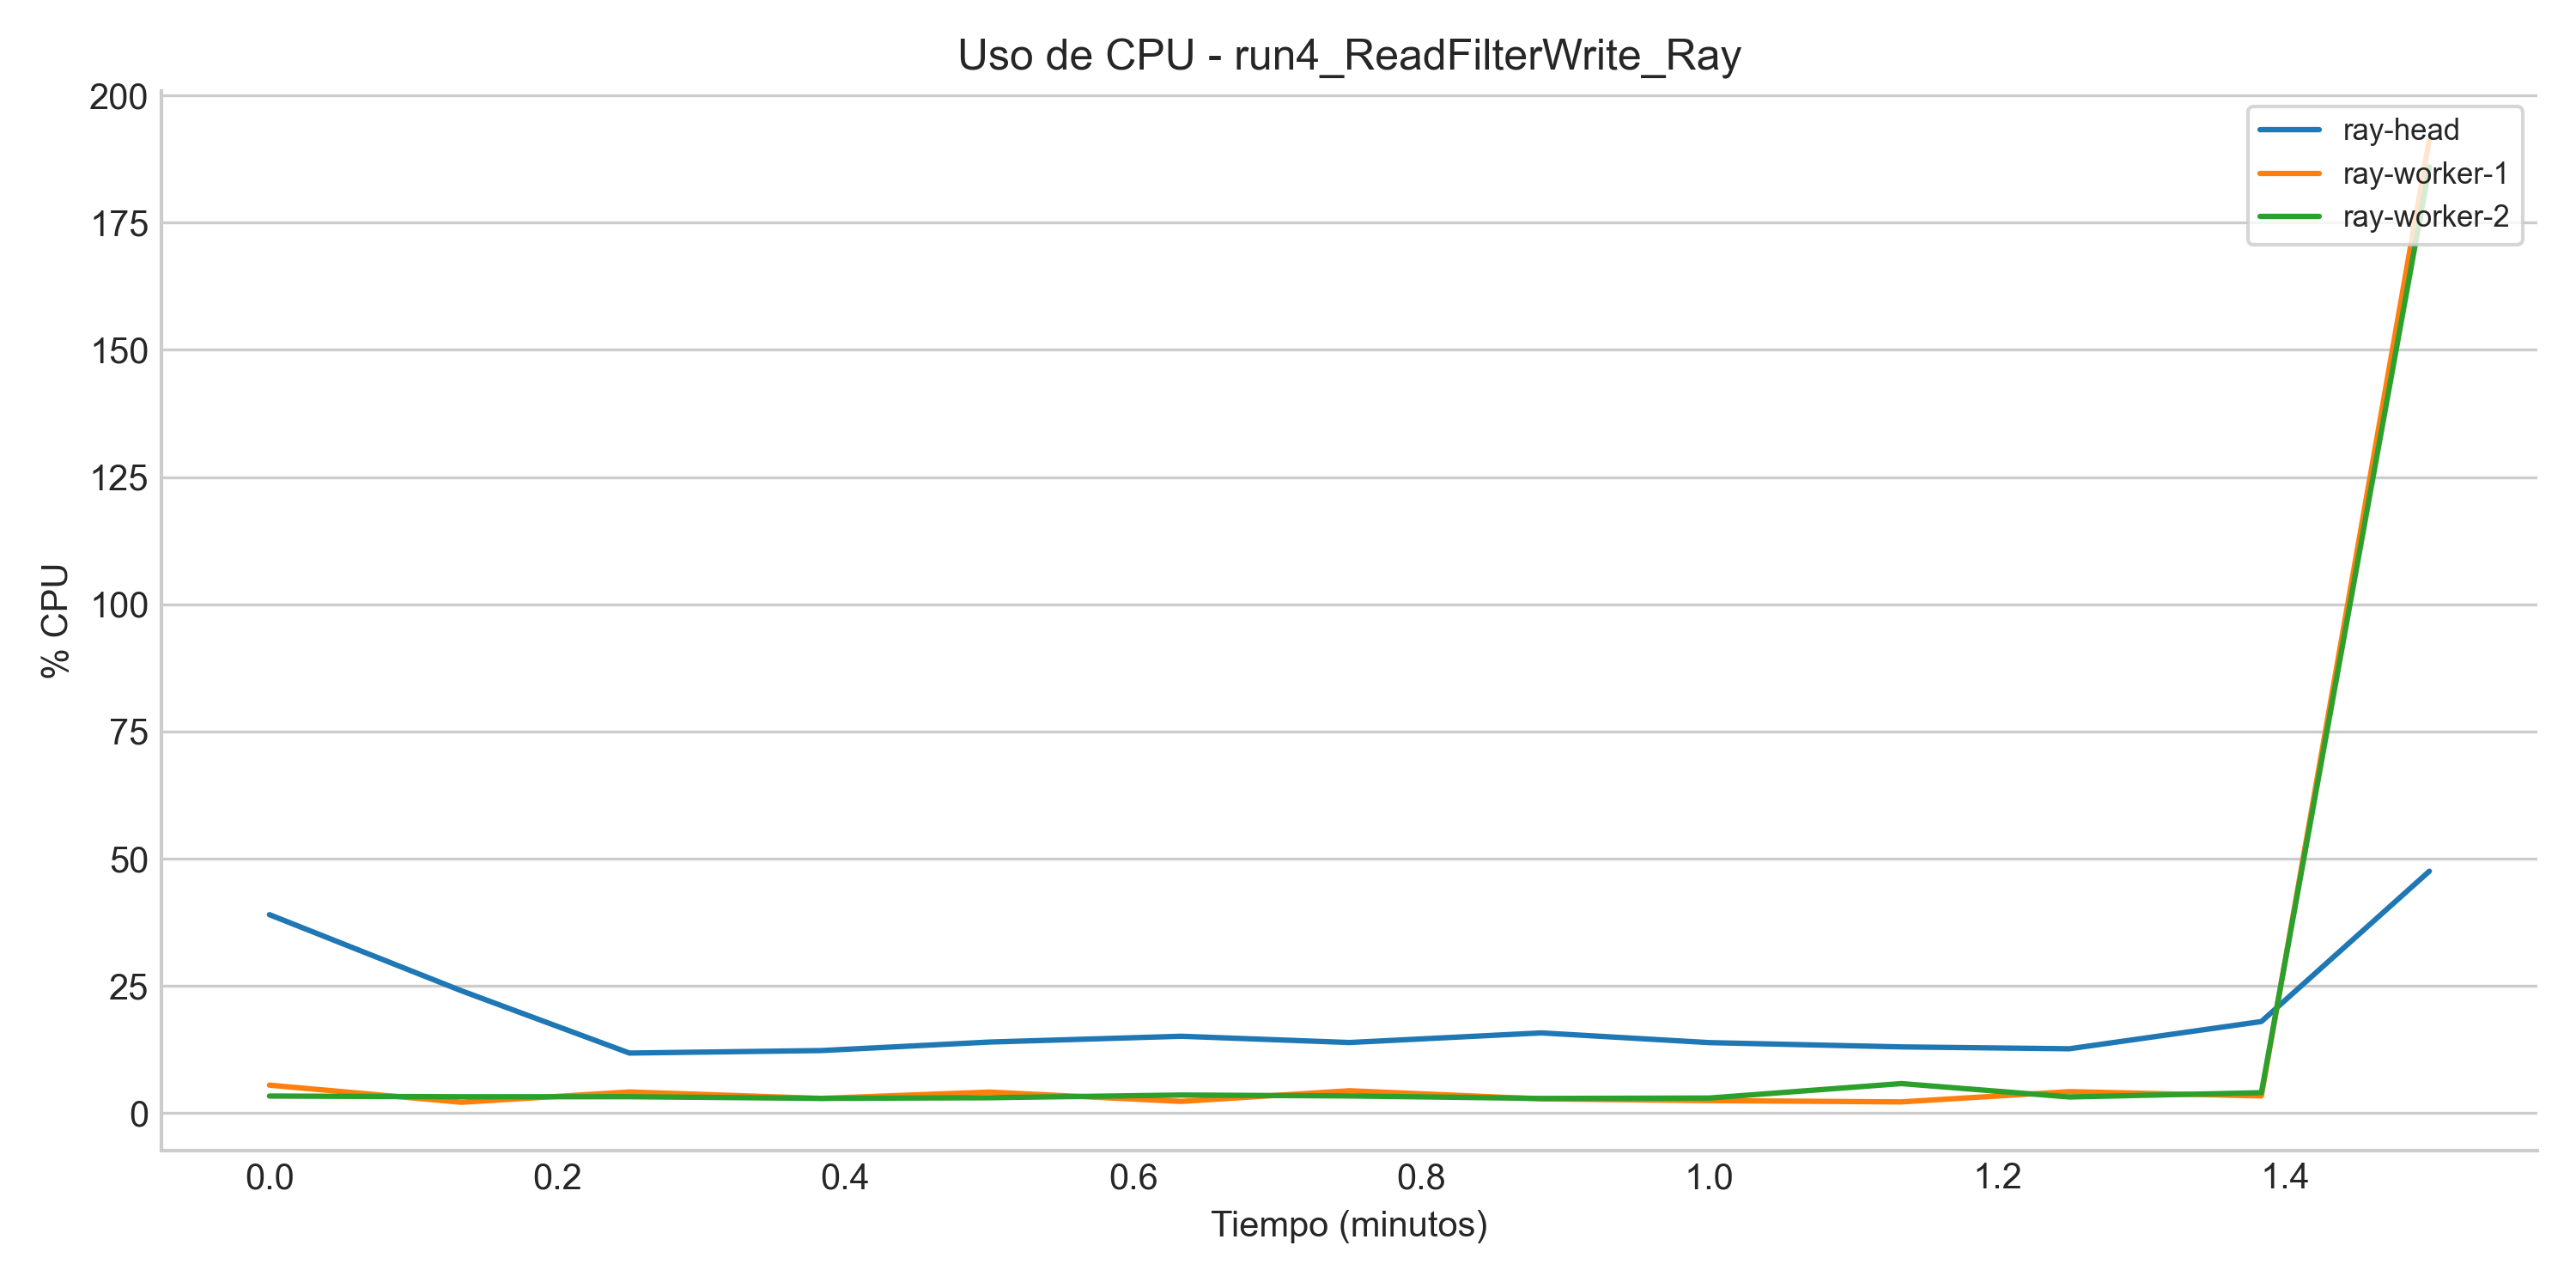 Uso de CPU - run4_ReadFilterWrite_Ray
200
175
150
125
100
75
50
25
0
% CPU
ray-head
ray-worker-1
ray-worker-2
0.0 0.2 0.4 0.6 0.8 1.0 1.2 1.4
Tiempo (minutos)